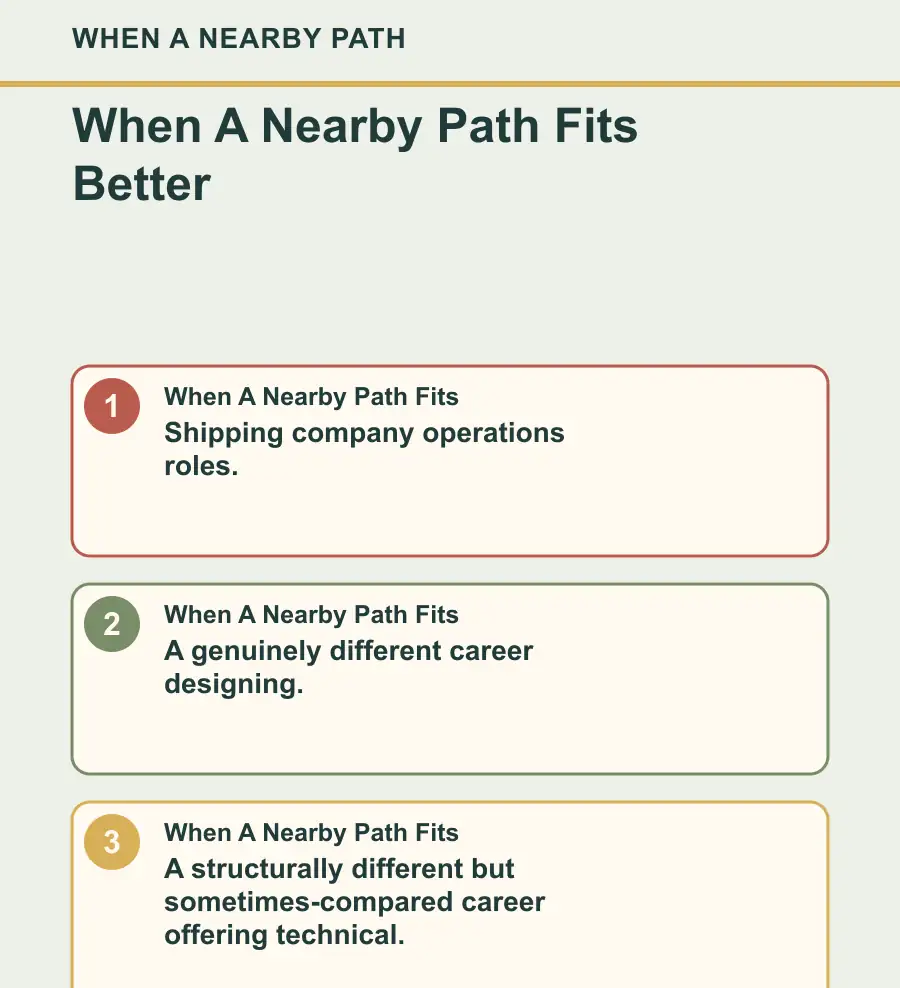 WHEN A NEARBY PATH
When A Nearby Path Fits
Better
1
When A Nearby Path Fits
Shipping company operations
roles.
2
When A Nearby Path Fits
A genuinely different career
designing.
3
When A Nearby Path Fits
A structurally different but
sometimes-compared career
offering technical.